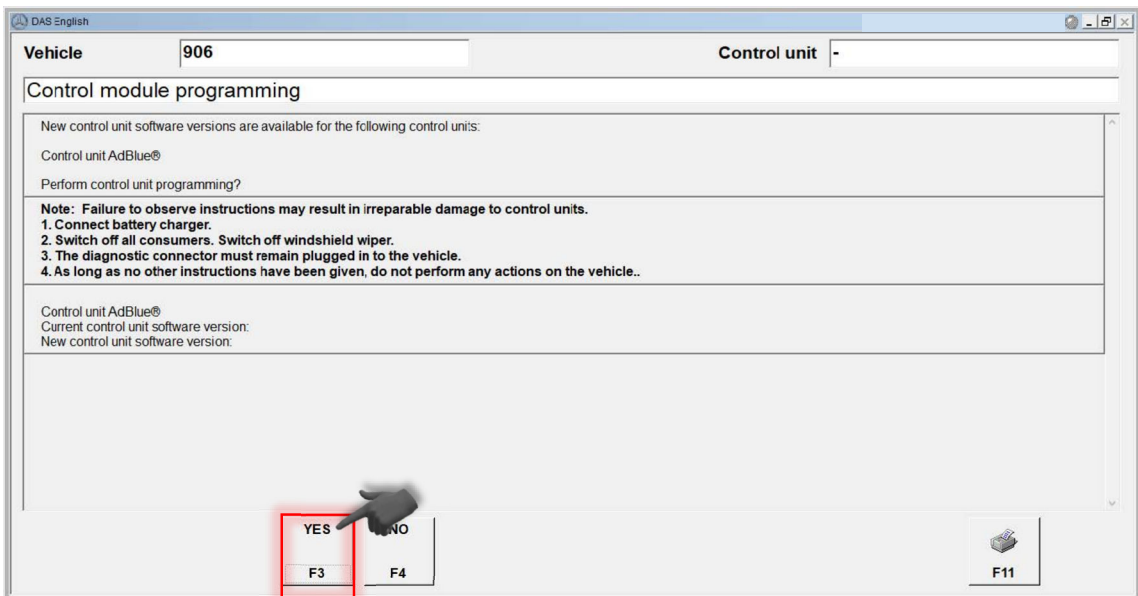 DAS English
Vehicle 906 Control unit -
Control module programming
New control unit software versions are available for the following control units:
Control unit AdBlue®
Perform control unit programming?
Note: Failure to observe instructions may result in irreparable damage to control units.
1. Connect battery charger.
2. Switch off all consumers. Switch off windshield wiper.
3. The diagnostic connector must remain plugged in to the vehicle.
4. As long as no other instructions have been given, do not perform any actions on the vehicle..
Control unit AdBlue®
Current control unit software version:
New control unit software version:
YES NO
F3 F4 F11